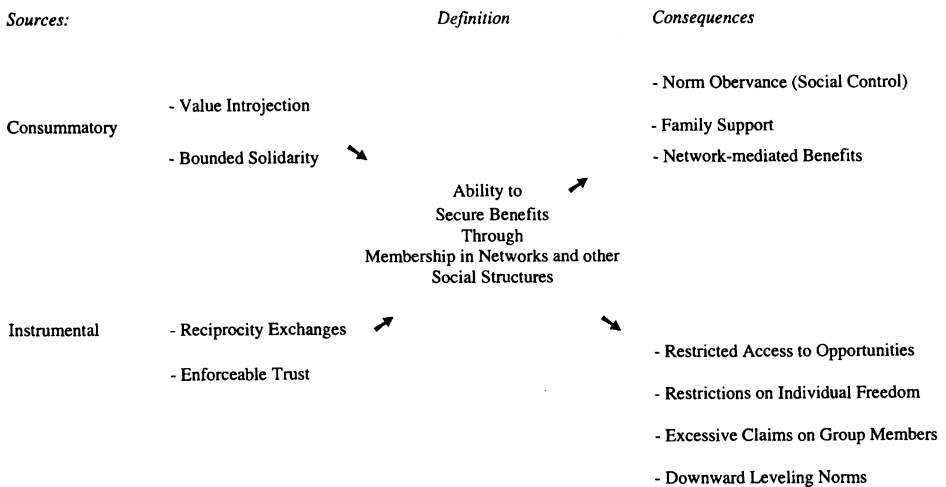 Sources:
Definition
Consequences
Consummatory
- Value Introjection
- Bounded Solidarity
Instrumental
- Reciprocity Exchanges
- Enforceable Trust
Ability to
Secure Benefits
Through
Membership in Networks and other
Social Structures
- Norm Obervance (Social Control)
- Family Support
- Network-mediated Benefits
- Restricted Access to Opportunities
- Restrictions on Individual Freedom
- Excessive Claims on Group Members
- Downward Leveling Norms